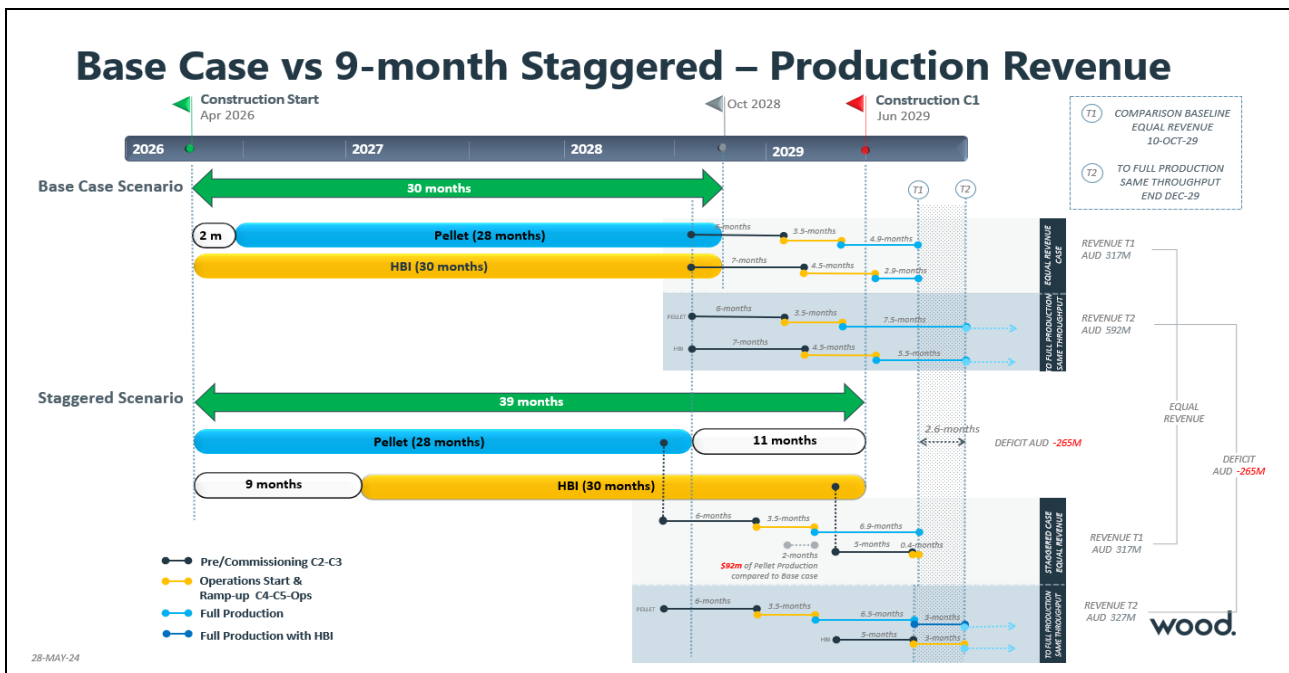 Base Case vs 9-month Staggered – Production Revenue
Construction Start
Apr 2026
Oct 2028
Construction C1
Jun 2029
2026
2027
2028
2029
T1
COMPARISON BASELINE
EQUAL REVENUE
10-OCT-29
T2
TO FULL PRODUCTION
SAME THROUGHPUT
END DEC-29
Base Case Scenario
30 months
T1
T2
2 m
Pellet (28 months)
-months
3.5-months
4.9-months
HBI (30 months)
7-months
4.5-months
2.9-months
EQUAL REVENUE
CASE
REVENUE T1
AUD 317M
PELLET
6-months
3.5-months
7.5-months
HBI
7-months
4.5-months
5.5-months
TO FULL PRODUCTION
SAME THROUGHPUT
REVENUE T2
AUD 592M
Staggered Scenario
39 months
Pellet (28 months)
11 months
2.6-months
DEFICIT AUD -265M
EQUAL
REVENUE
DEFICIT
AUD -265M
9 months
HBI (30 months)
6-months
3.5-months
6.9-months
5-months
0.4-months
2-months
$92m of Pellet Production
compared to Base case
STAGGERED CASE
EQUAL REVENUE
REVENUE T1
AUD 317M
PELLET
6-months
3.5-months
6.5-months
3-months
HBI
5-months
3-months
TO FULL PRODUCTION
SAME THROUGHPUT
REVENUE T2
AUD 327M
Pre/Commissioning C2-C3
Operations Start &
Ramp-up C4-C5-Ops
Full Production
Full Production with HBI
wood.
28-MAY-24